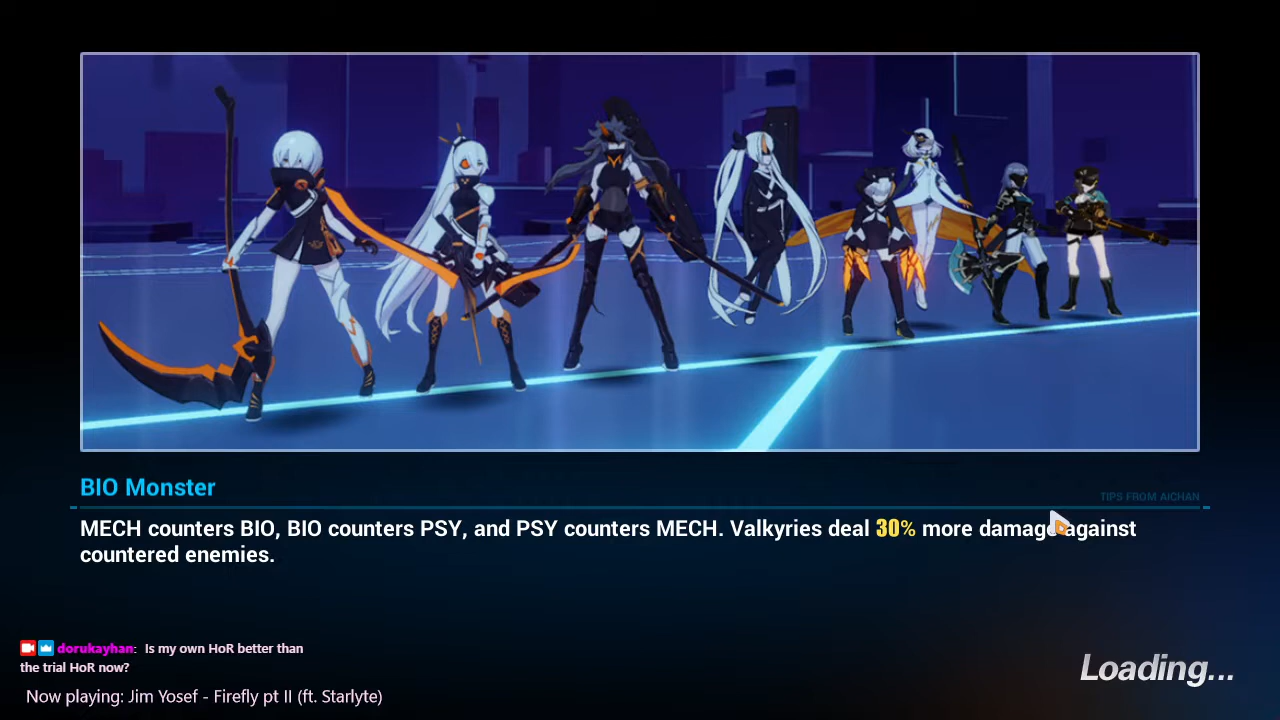 BIO Monster
TIPS FROM AICHAN
MECH counters BIO, BIO counters PSY, and PSY counters MECH. Valkyries deal 30% more damage against
countered enemies.
dorukayhan: Is my own HoR better than
the trial HoR now?
Loading...
Now playing: Jim Yosef - Firefly pt II (ft. Starlyte)